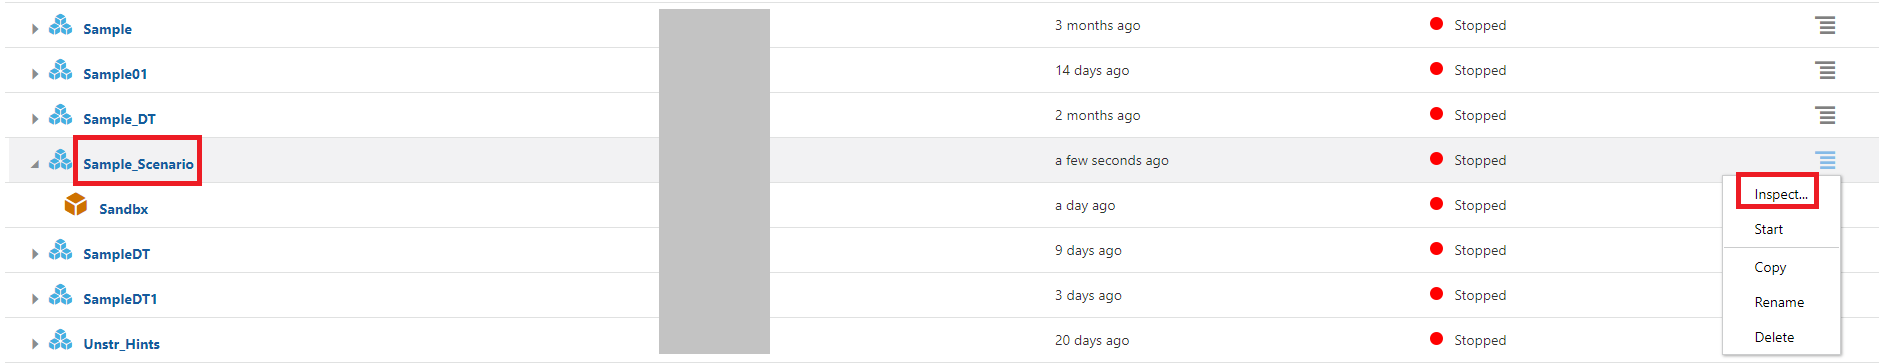 Sample 3 months ago Stopped
Sample01 14 days ago Stopped
Sample_DT 2 months ago Stopped
Sample_Scenario a few seconds ago Stopped
Inspect...
Sandbx a day ago Stopped
Start
SampleDT 9 days ago Stopped
Copy
SampleDT1 3 days ago Stopped
Rename
Unstr_Hints 20 days ago Stopped
Delete